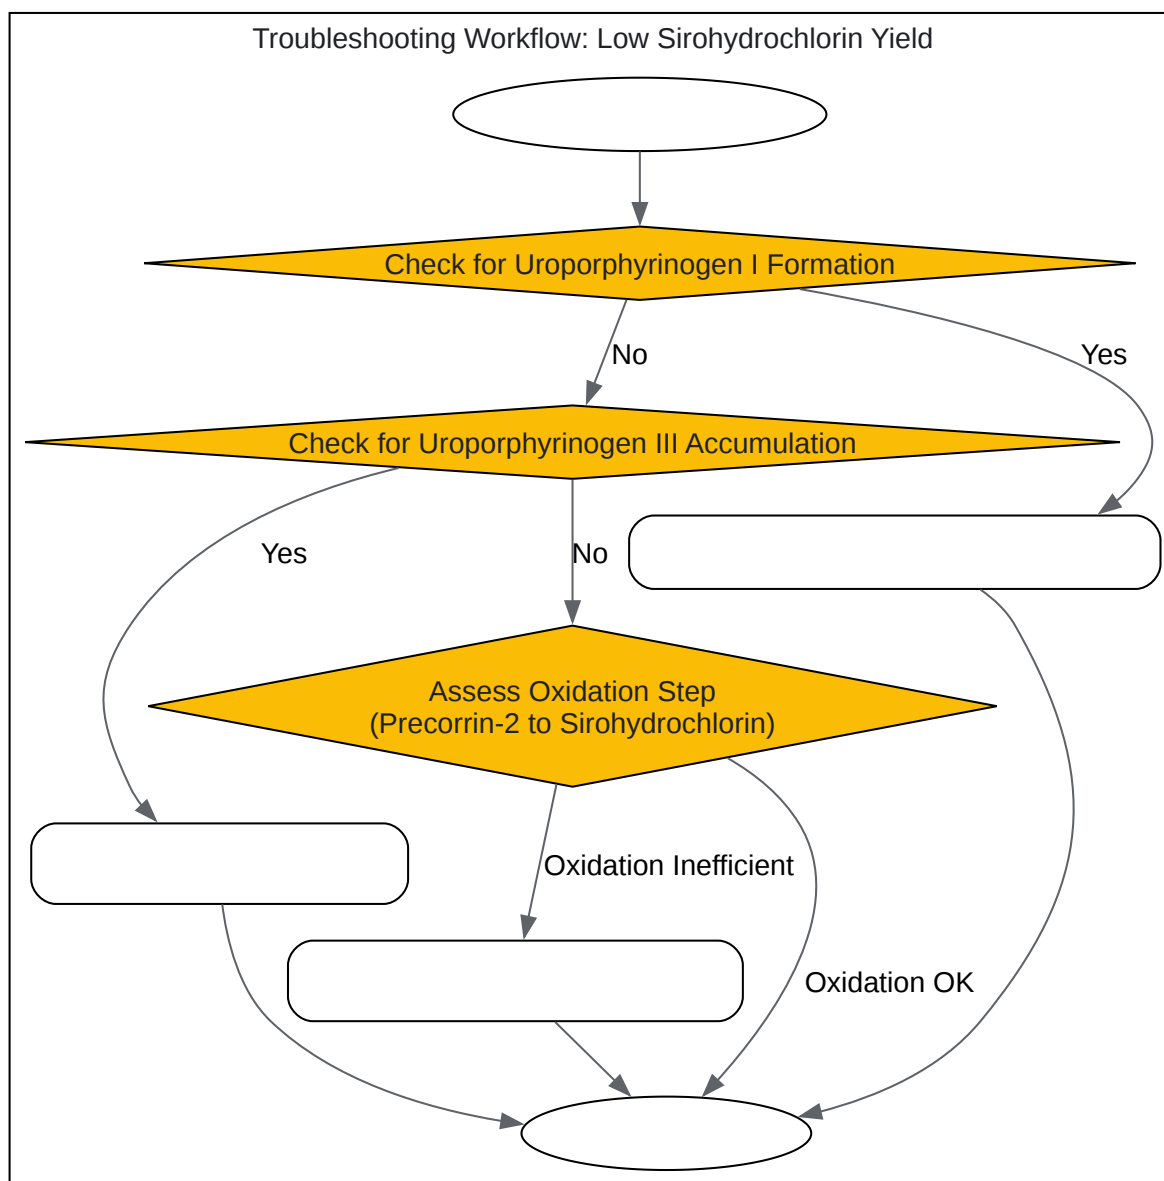 Troubleshooting Workflow: Low Sirohydrochlorin Yield
Check for Uroporphyrinogen I Formation
No
Yes
Check for Uroporphyrinogen III Accumulation
Yes
No
Assess Oxidation Step
(Precorrin-2 to Sirohydrochlorin)
Oxidation Inefficient
Oxidation OK